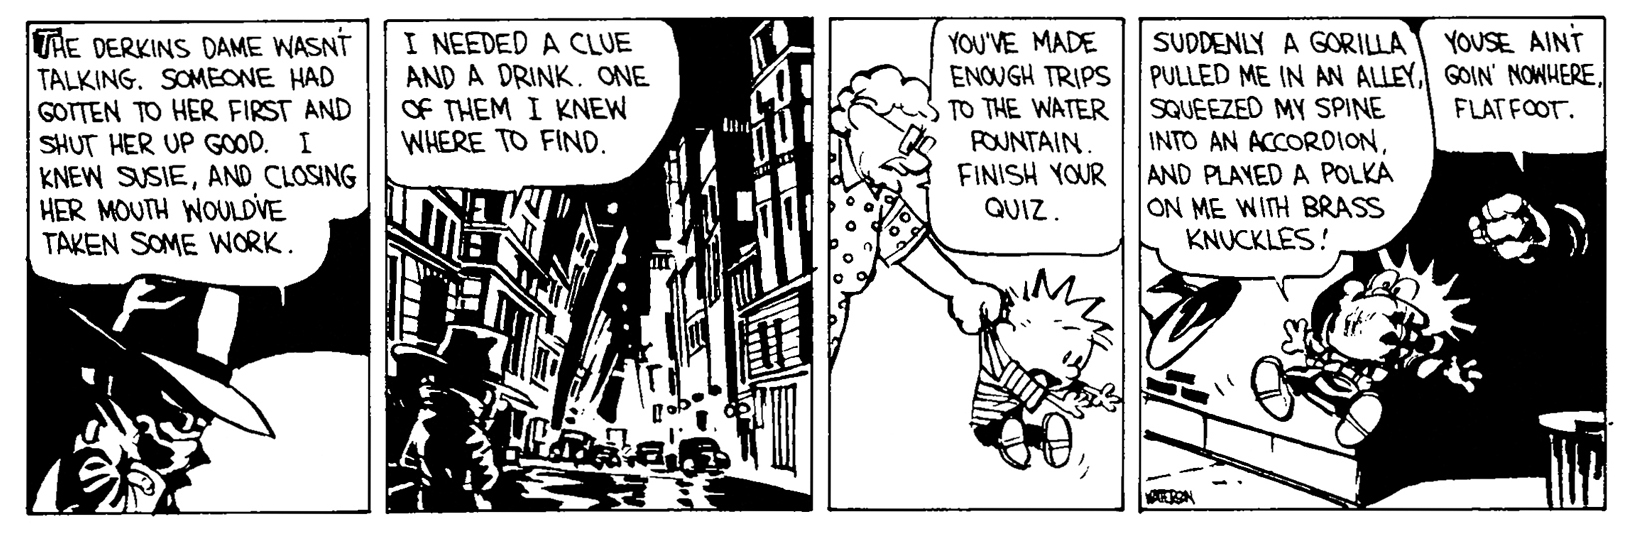 THE DERKINS DAME WASN'T
TALKING. SOMEONE HAD
GOTTEN TO HER FIRST AND
SHUT HER UP GOOD. I
KNEW SUSIE, AND CLOSING
HER MOUTH WOULD'VE
TAKEN SOME WORK.
I NEEDED A CLUE
AND A DRINK. ONE
OF THEM I KNEW
WHERE TO FIND.
YOU'VE MADE
ENOUGH TRIPS
TO THE WATER
FOUNTAIN.
FINISH YOUR
QUIZ.
SUDDENLY A GORILLA
PULLED ME IN AN ALLEY,
SQUEEZED MY SPINE
INTO AN ACCORDION,
AND PLAYED A POLKA
ON ME WITH BRASS
KNUCKLES!
YOUSE AIN'T
GOIN' NOWHERE,
FLATFOOT.
WATTERSON